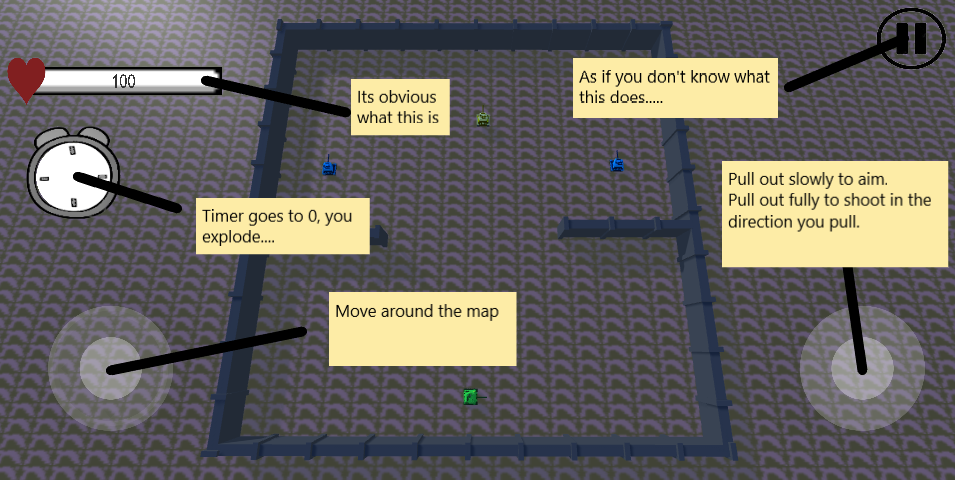 100
Its obvious
what this is
As if you don't know what
this does.....
Timer goes to 0, you
explode....
Pull out slowly to aim.
Pull out fully to shoot in the
direction you pull.
Move around the map